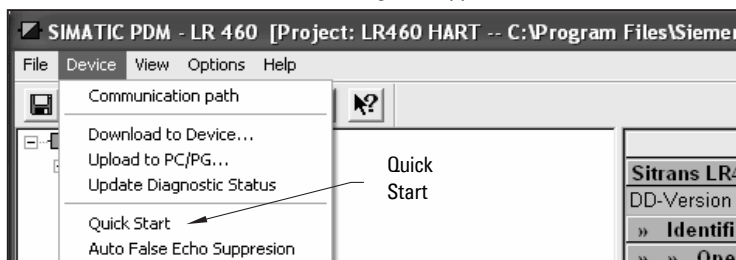 SIMATIC PDM - LR 460 [Project: LR460 HART -- C:\Program Files\Siemen
File Device View Options Help
Communication path
Download to Device...
Upload to PC/PG...
Update Diagnostic Status
Quick Start
Auto False Echo Suppresion
Quick
Start
Sitrans LR4
DD-Version
» Identifi
» » Ope